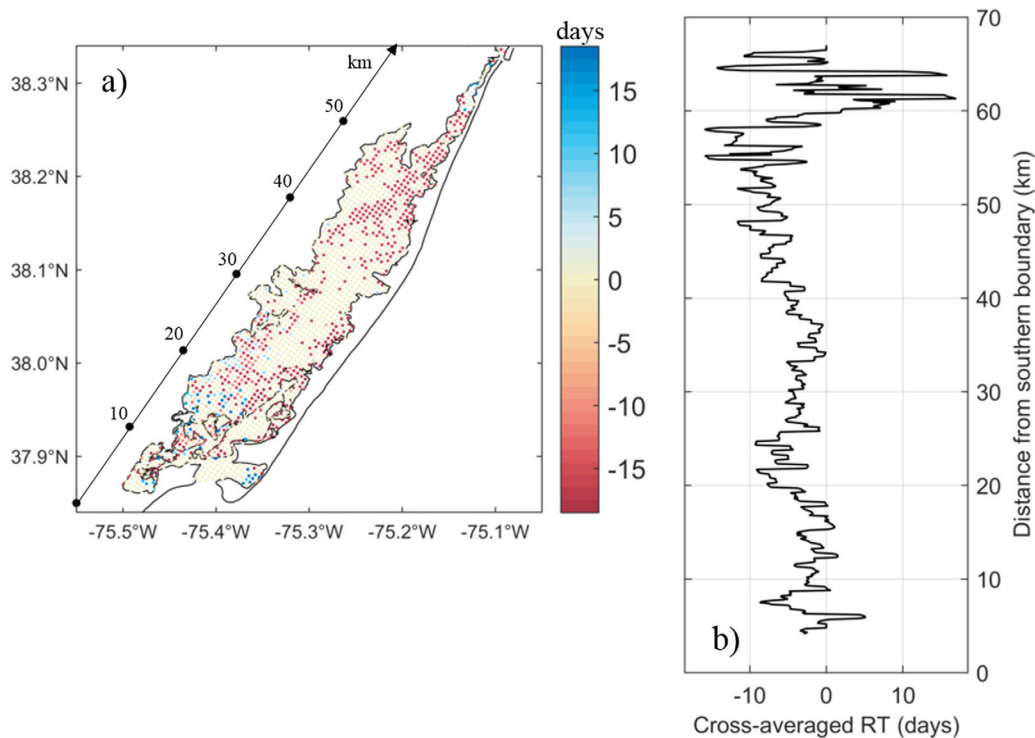 a)
days
km
50
40
30
20
10
38.3°N
38.2°N
38.1°N
38.0°N
37.9°N
-75.5°W -75.4°W -75.3°W -75.2°W -75.1°W
15
10
5
0
-5
-10
-15
b)
70
60
50
40
30
20
10
0
Distance from southern boundary (km)
-10 0 10
Cross-averaged RT (days)